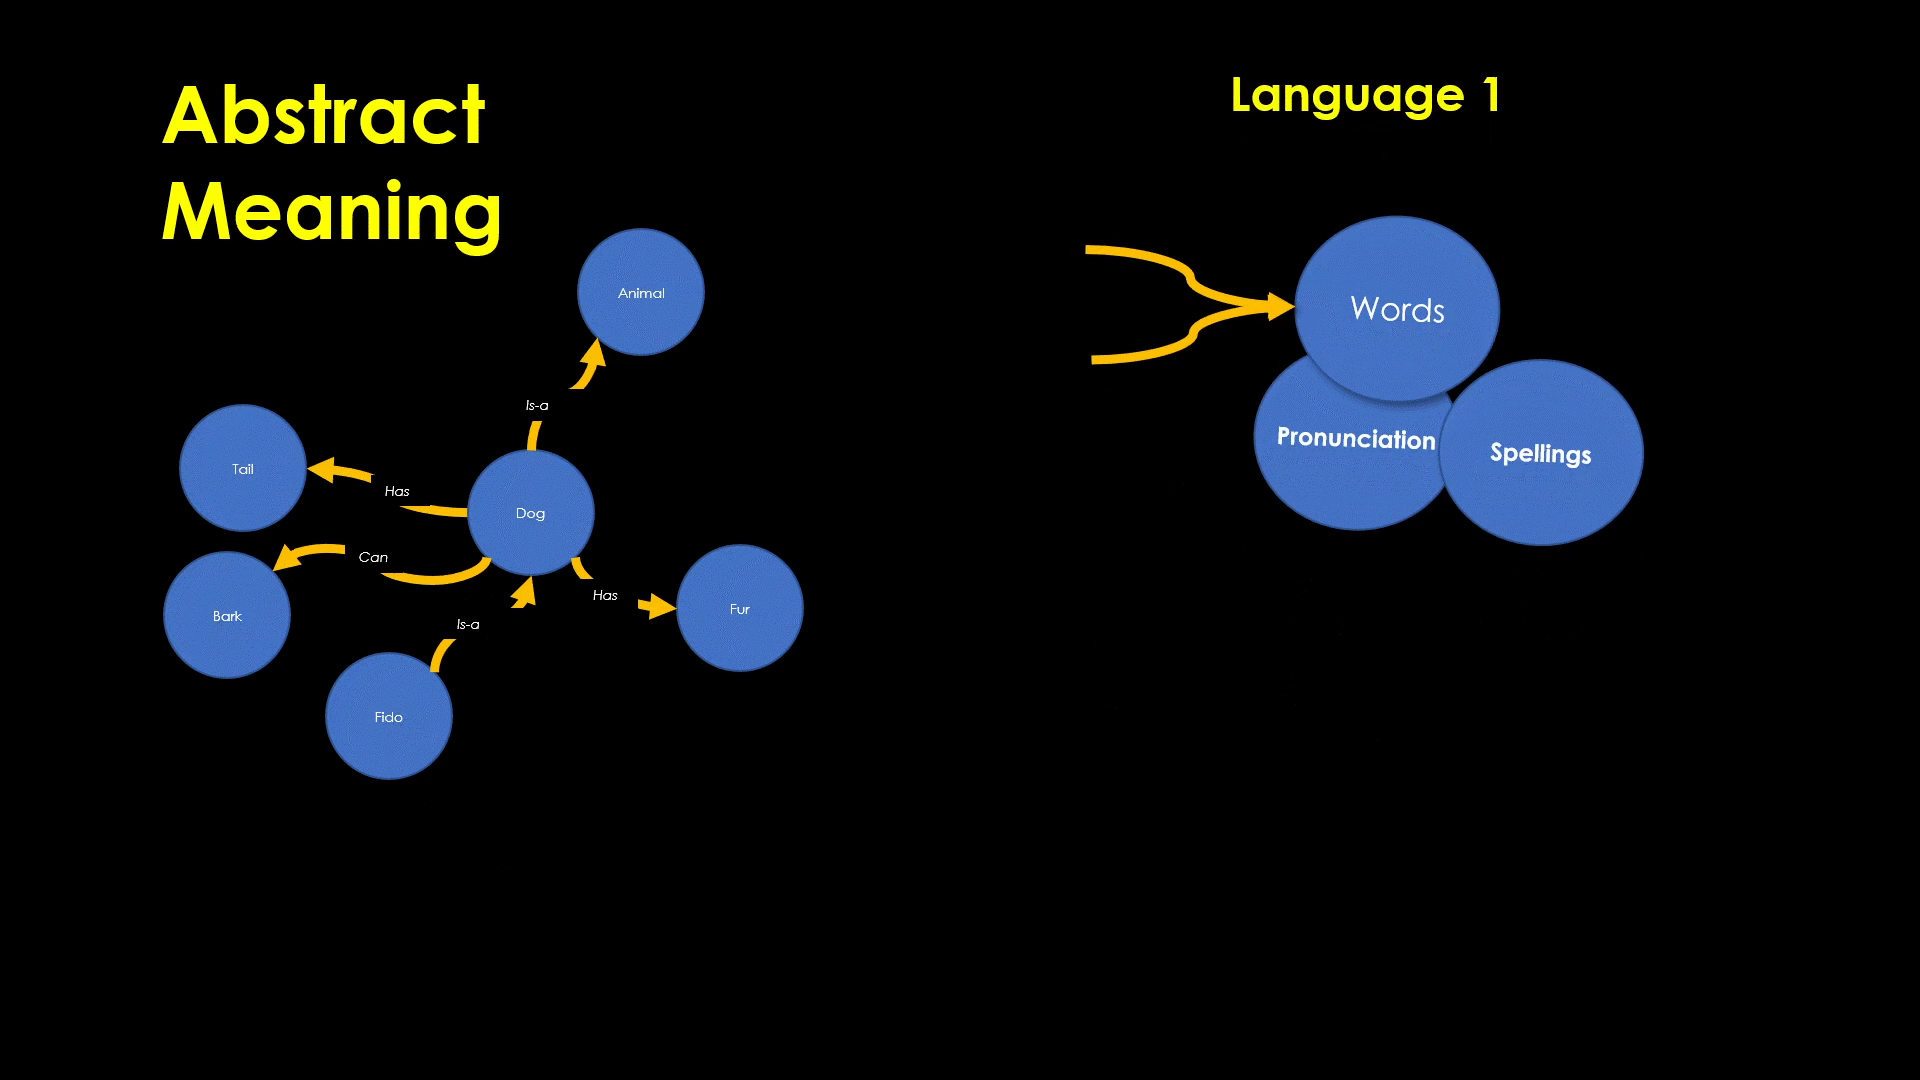 Abstract
Meaning
Language 1
Animal
Words
Is-a
Pronunciation
Spellings
Tail
Has
Dog
Can
Bark
Has
Fur
Is-a
Fido